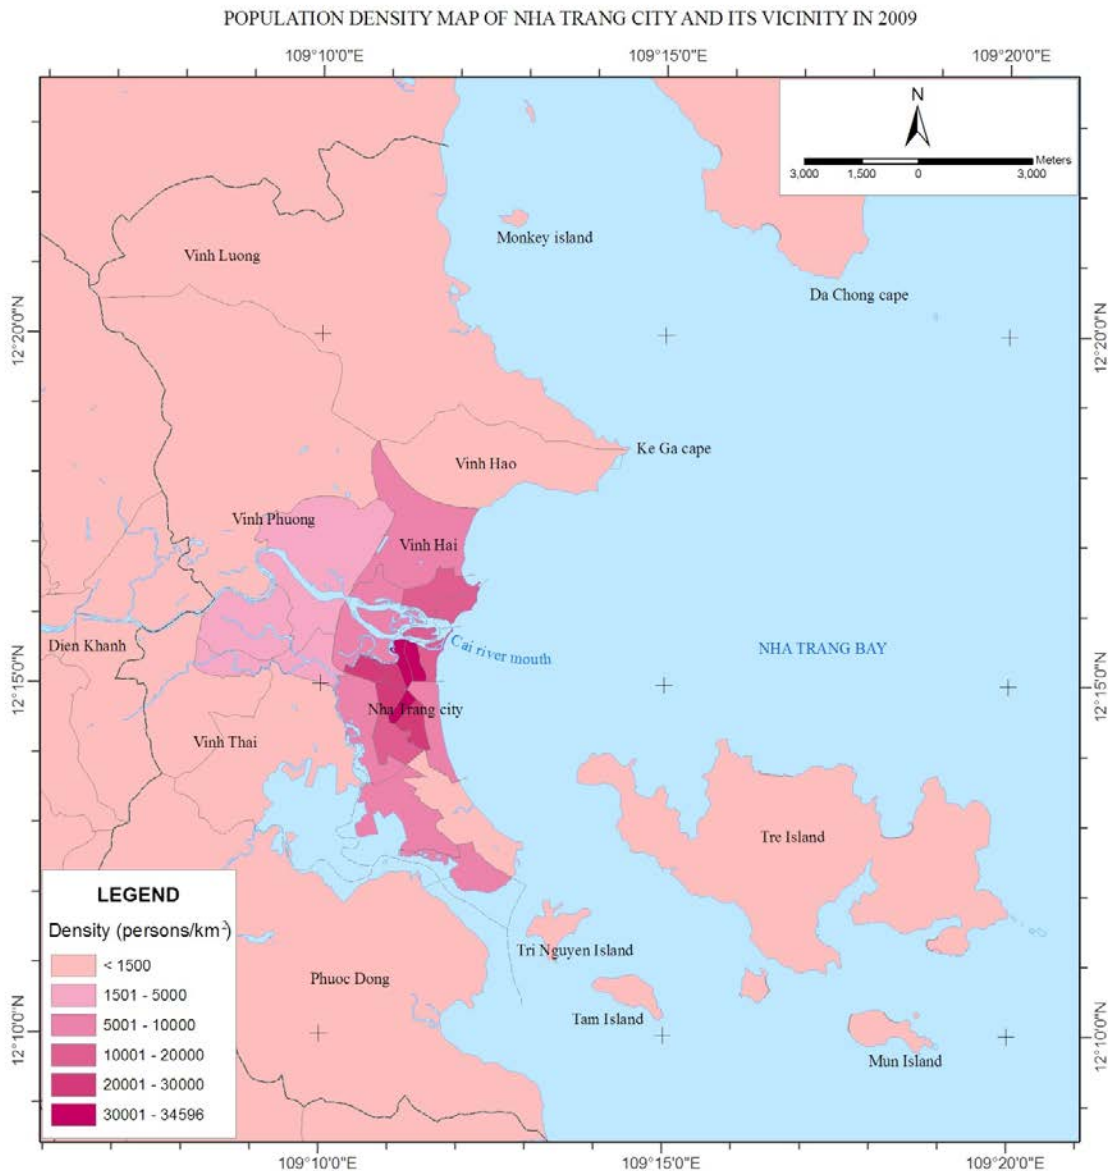 POPULATION DENSITY MAP OF NHA TRANG CITY AND ITS VICINITY IN 2009
109°10'0"E
109°15'0"E
109°20'0"E
N
Meters
3,000
1,500
0
3,000
Monkey island
Vinh Luong
Da Chong cape
12°20'0"N
12°20'0"N
Ke Ga cape
Vinh Hao
Vinh Phuong
Vinh Hai
Dien Khanh
Cai river mouth
NHA TRANG BAY
12°15'0"N
12°15'0"N
Nha Trang city
Vinh Thai
Tre Island
LEGEND
Density (persons/km²)
< 1500
1501 - 5000
5001 - 10000
10001 - 20000
20001 - 30000
30001 - 34596
Tri Nguyen Island
Phuoc Dong
Tam Island
12°10'0"N
12°10'0"N
Mun Island
109°10'0"E
109°15'0"E
109°20'0"E